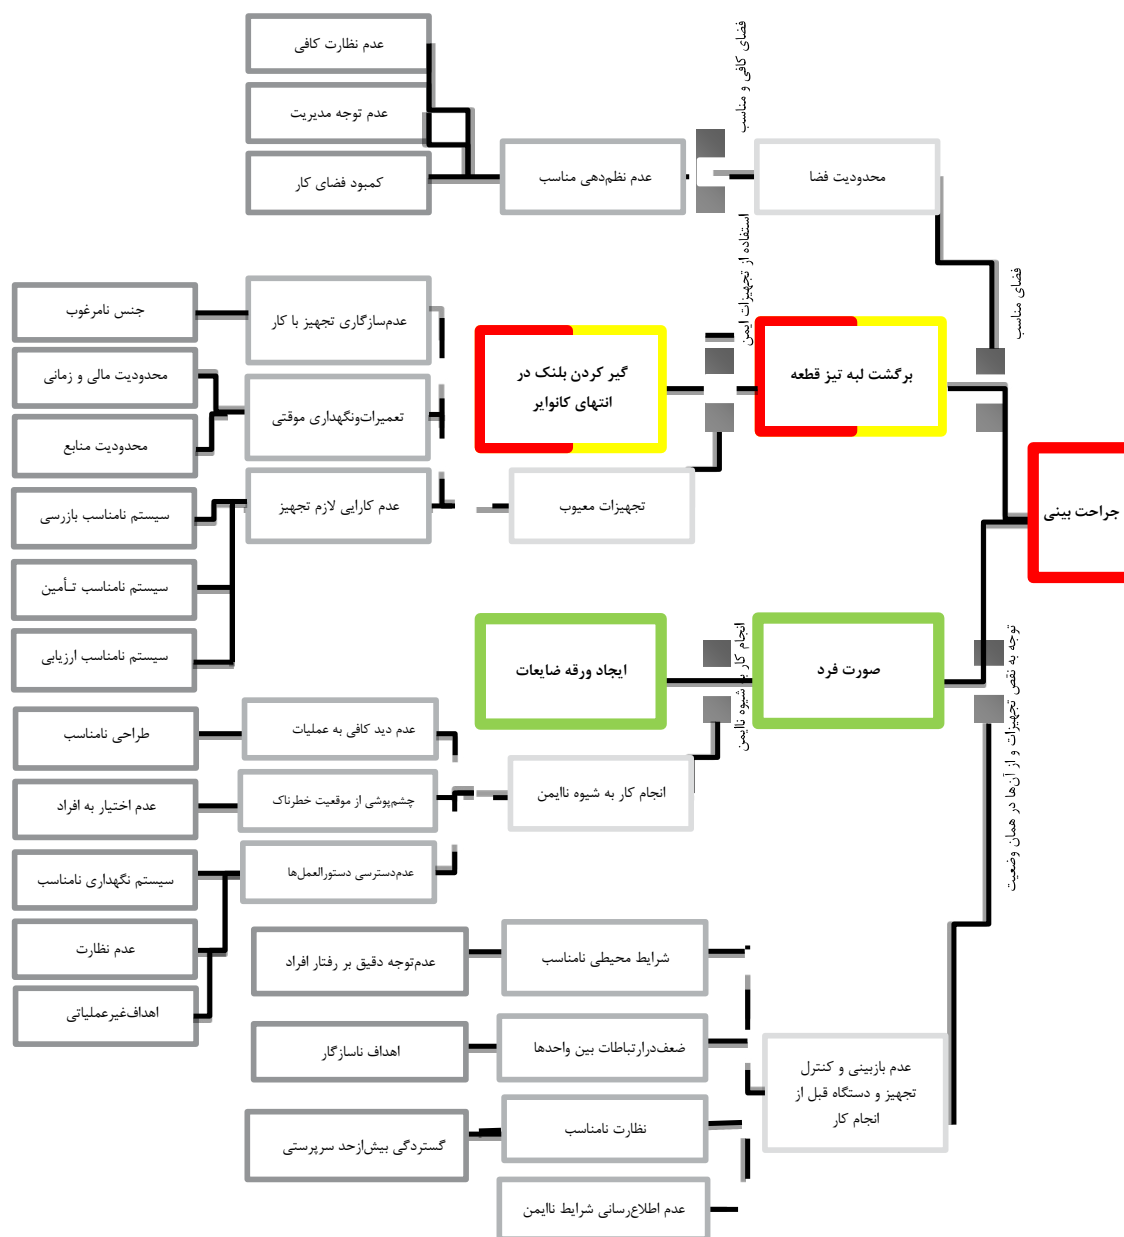 جراحت بینی
فضای مناسب
توجه به نقص تجهیزات و از آن‌ها در همان وضعیت
محدودیت فضا
برگشت لبه تیز قطعه
صورت فرد
عدم بازبینی و کنترل
تجهیز و دستگاه قبل از
انجام کار
فضای کافی و مناسب
استفاده از تجهیزات ایمن
انجام کار به شیوه ناایمن
عدم نظم‌دهی مناسب
گیر کردن بلنک در
انتهای کانوایر
تجهیزات معیوب
ایجاد ورقه ضایعات
انجام کار به شیوه ناایمن
شرایط محیطی نامناسب
ضعف‌درارتباطات بین واحدها
نظارت نامناسب
عدم اطلاع‌رسانی شرایط ناایمن
عدم نظارت کافی
عدم توجه مدیریت
کمبود فضای کار
عدم‌سازگاری تجهیز با کار
تعمیرات‌ونگهداری موقتی
عدم کارایی لازم تجهیز
عدم دید کافی به عملیات
چشم‌پوشی از موقعیت خطرناک
عدم‌دسترسی دستورالعمل‌ها
عدم‌توجه دقیق بر رفتار افراد
اهداف ناسازگار
گستردگی بیش‌ازحد سرپرستی
جنس نامرغوب
محدودیت مالی و زمانی
محدودیت منابع
سیستم نامناسب بازرسی
سیستم نامناسب تـأمین
سیستم نامناسب ارزیابی
طراحی نامناسب
عدم اختیار به افراد
سیستم نگهداری نامناسب
عدم نظارت
اهداف‌غیرعملیاتی